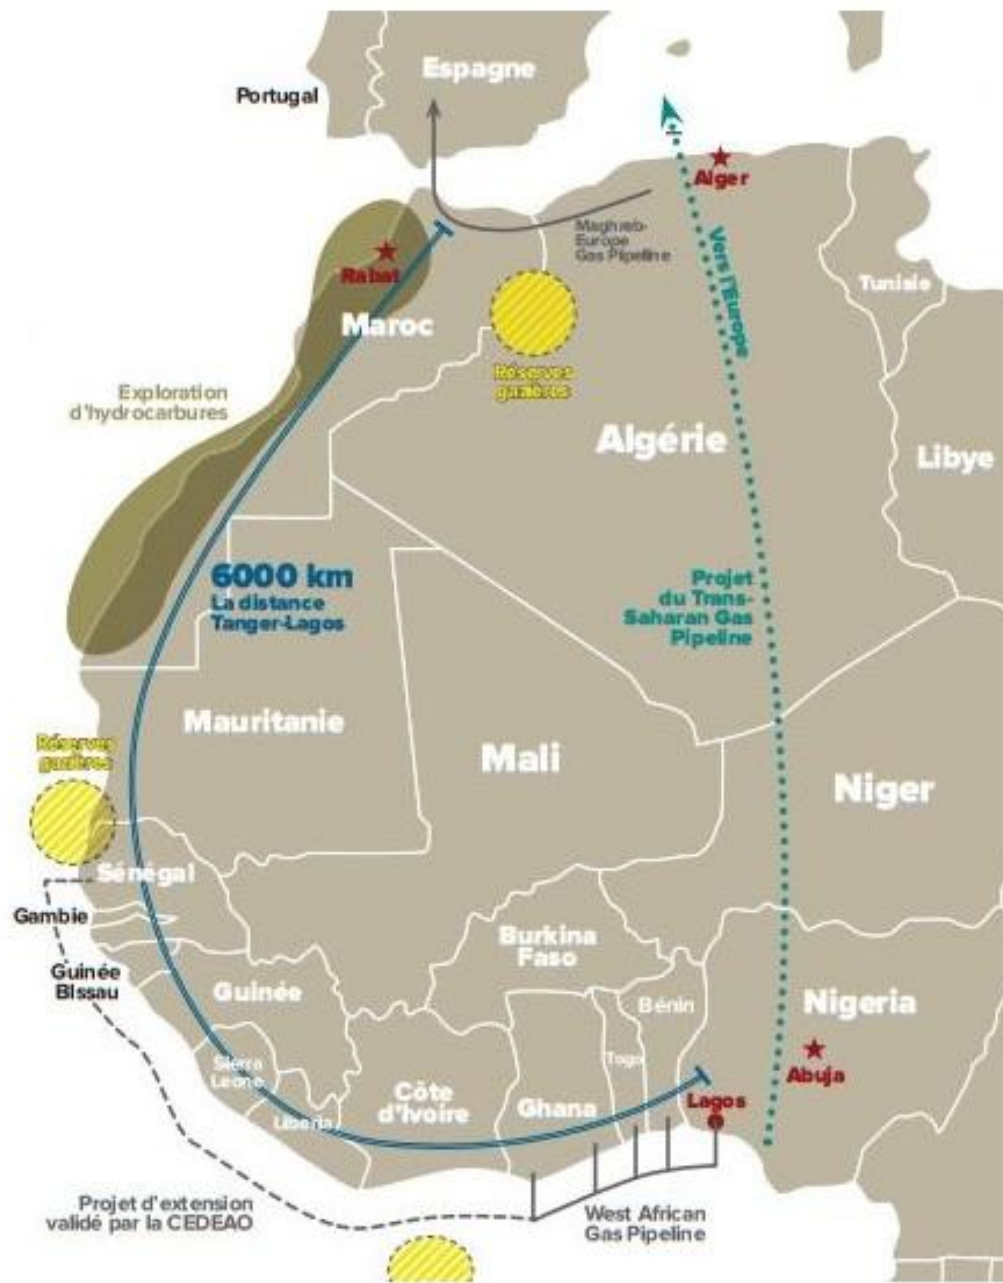 Espagne
Portugal
Alger
Maghreb-
Europe
Gas Pipeline
Vers l'Europe
Rabat
Tunisie
Maroc
Réserves
gazières
Exploration
d'hydrocarbures
Algérie
Libye
6000 km
La distance
Tanger-Lagos
Projet
du Trans-
Saharan Gas
Pipeline
Mauritanie
Réserves
gazières
Mali
Niger
Sénégal
Gambie
Burkina
Faso
Guinée
Bissau
Guinée
Bénin
Nigeria
Sierra
Leone
Togo
Abuja
Côte
d'Ivoire
Ghana
Lagos
Liberia
Projet d'extension
validé par la CEDEAO
West African
Gas Pipeline